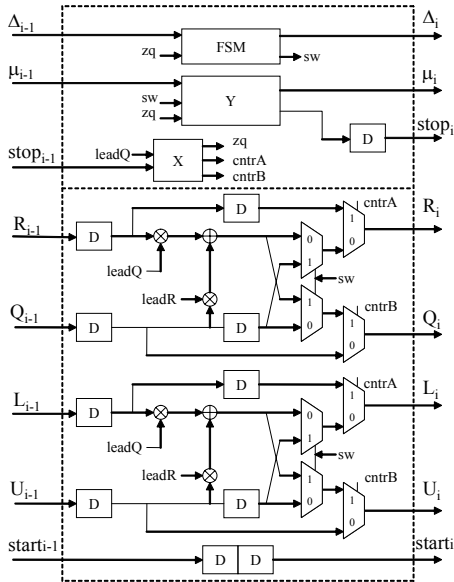 Δi-1 FSM Δi
zq sw
μi-1 Y μi
sw
zq
D stopi
leadQ X zq
stopi-1 cntrA
cntrB
D cntrA
Ri-1 D 1 0 Ri
leadQ 0 1
leadR sw
Qi-1 D D 1 0 cntrB
1 0 Qi
D cntrA
Li-1 D 1 0 Li
leadQ 0 1
leadR sw
Ui-1 D D 1 0 cntrB
1 0 Ui
starti-1 D D starti